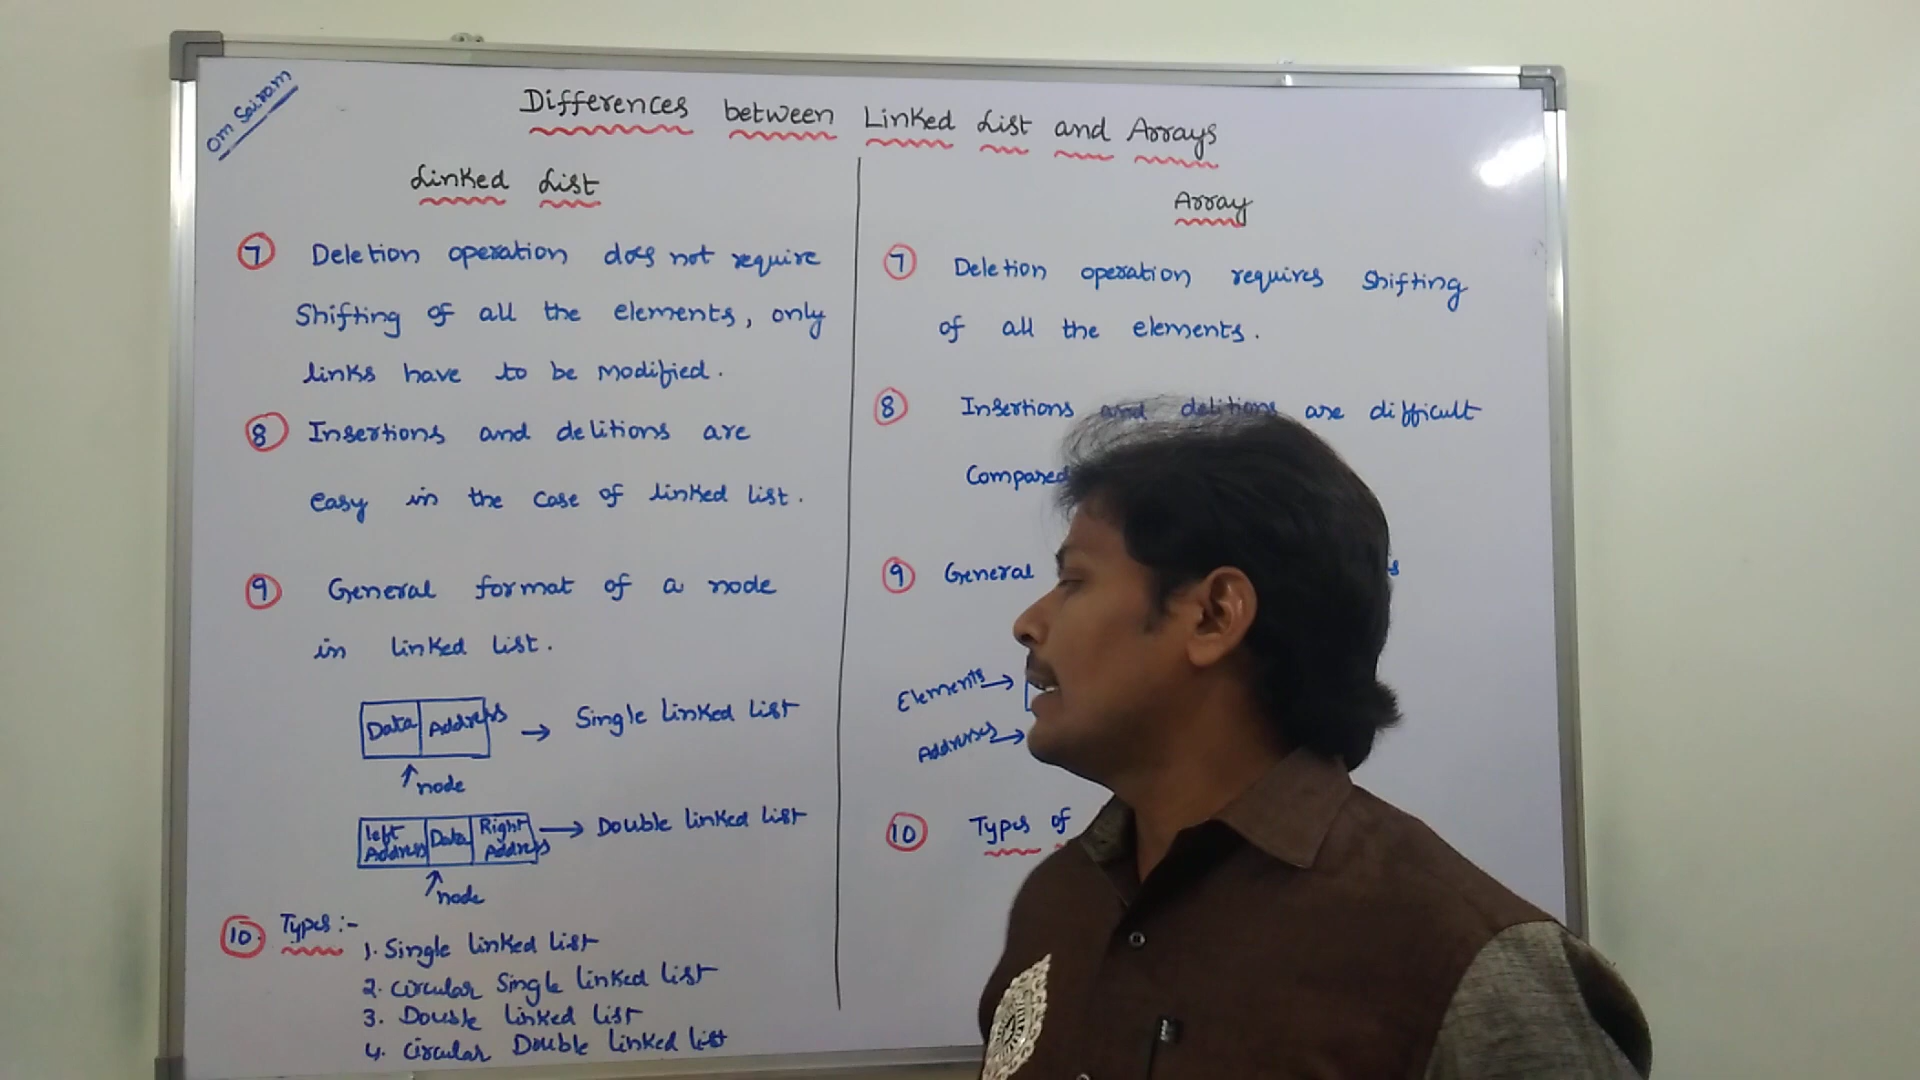 Om Sairam
Differences between Linked List and Arrays
Linked List
7 Deletion operation does not require
Shifting of all the elements, only
links have to be modified.
8 Insertions and delitions are
easy in the case of linked list.
9 General format of a node
in linked list.
Data Address → Single linked list
node
left Address Data Right Address → Double linked list
node
10. Types :-
1. Single linked list
2. circular Single linked list
3. Double linked list
4. circular Double linked list
Array
7 Deletion operation requires Shifting
of all the elements.
8 Insertions and delitions are difficult
Compared
9 General
Elements →
Addresses →
10 Types of